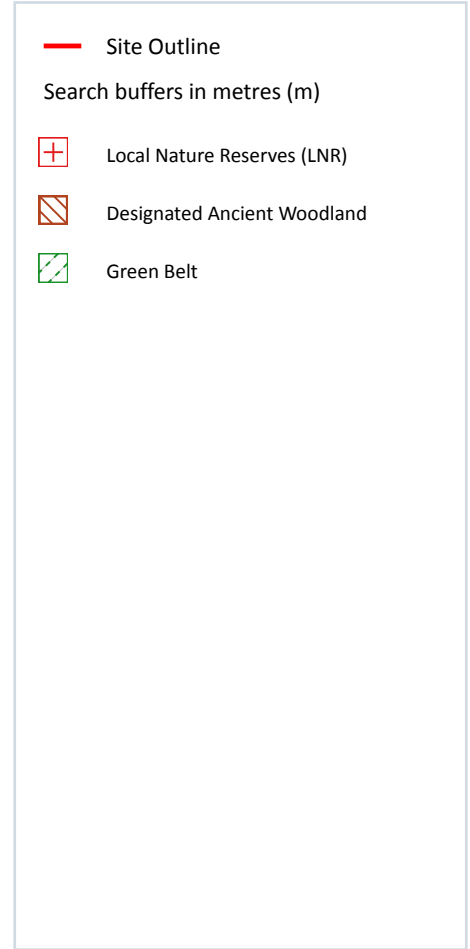 Site Outline
Search buffers in metres (m)
Local Nature Reserves (LNR)
Designated Ancient Woodland
Green Belt